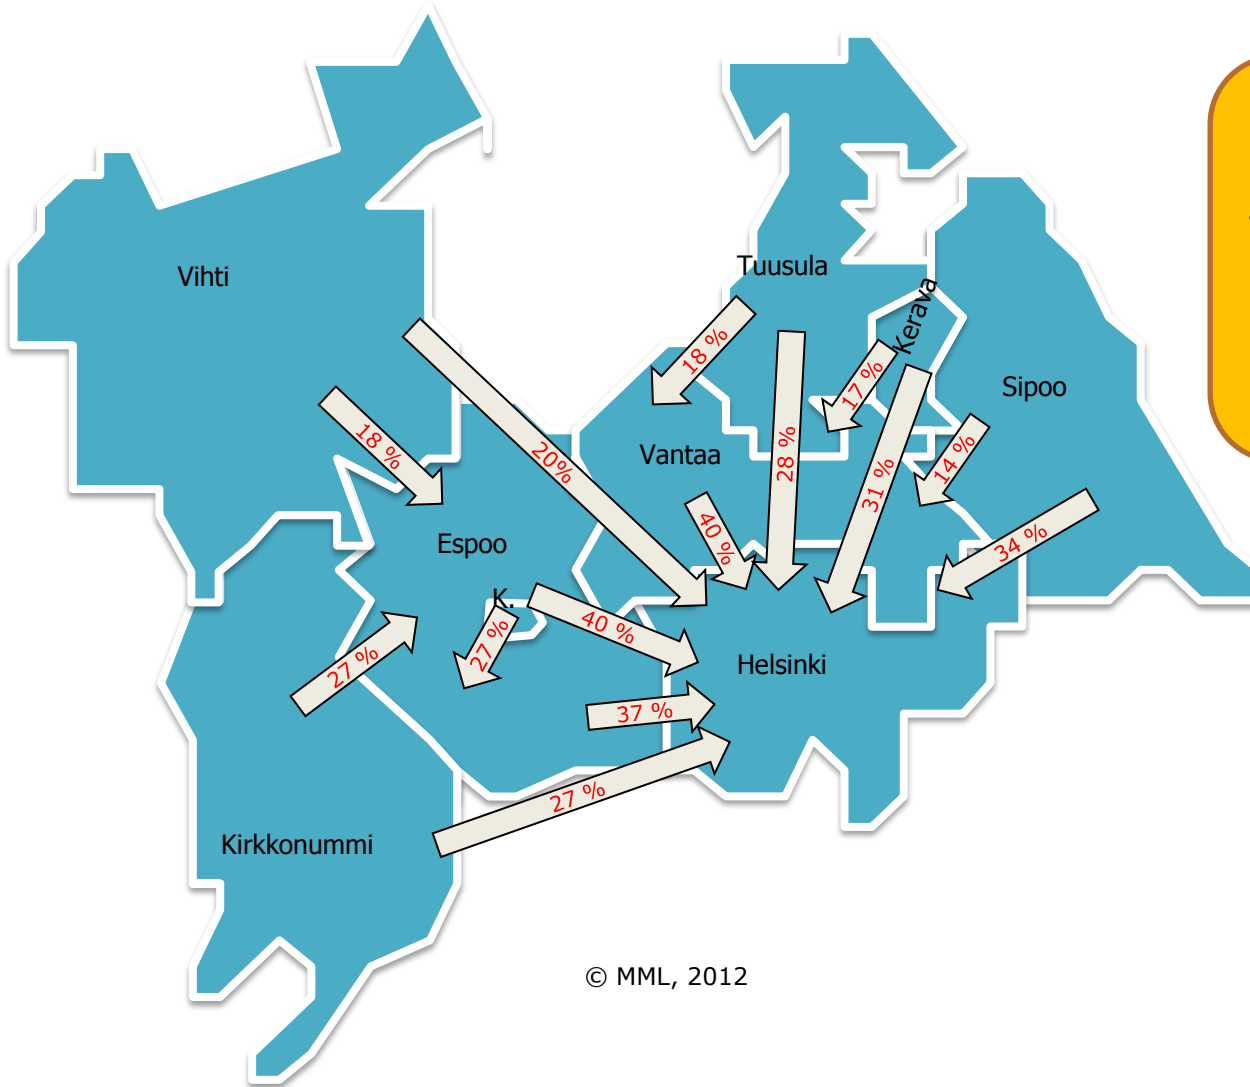 Vihti
Tuusula
Kerava
Sipoo
18 %
17 %
Vantaa
18 %
20%
28 %
31 %
14 %
40 %
34 %
Espoo
K.
40 %
27 %
27 %
Helsinki
37 %
27 %
Kirkkonummi
© MML, 2012